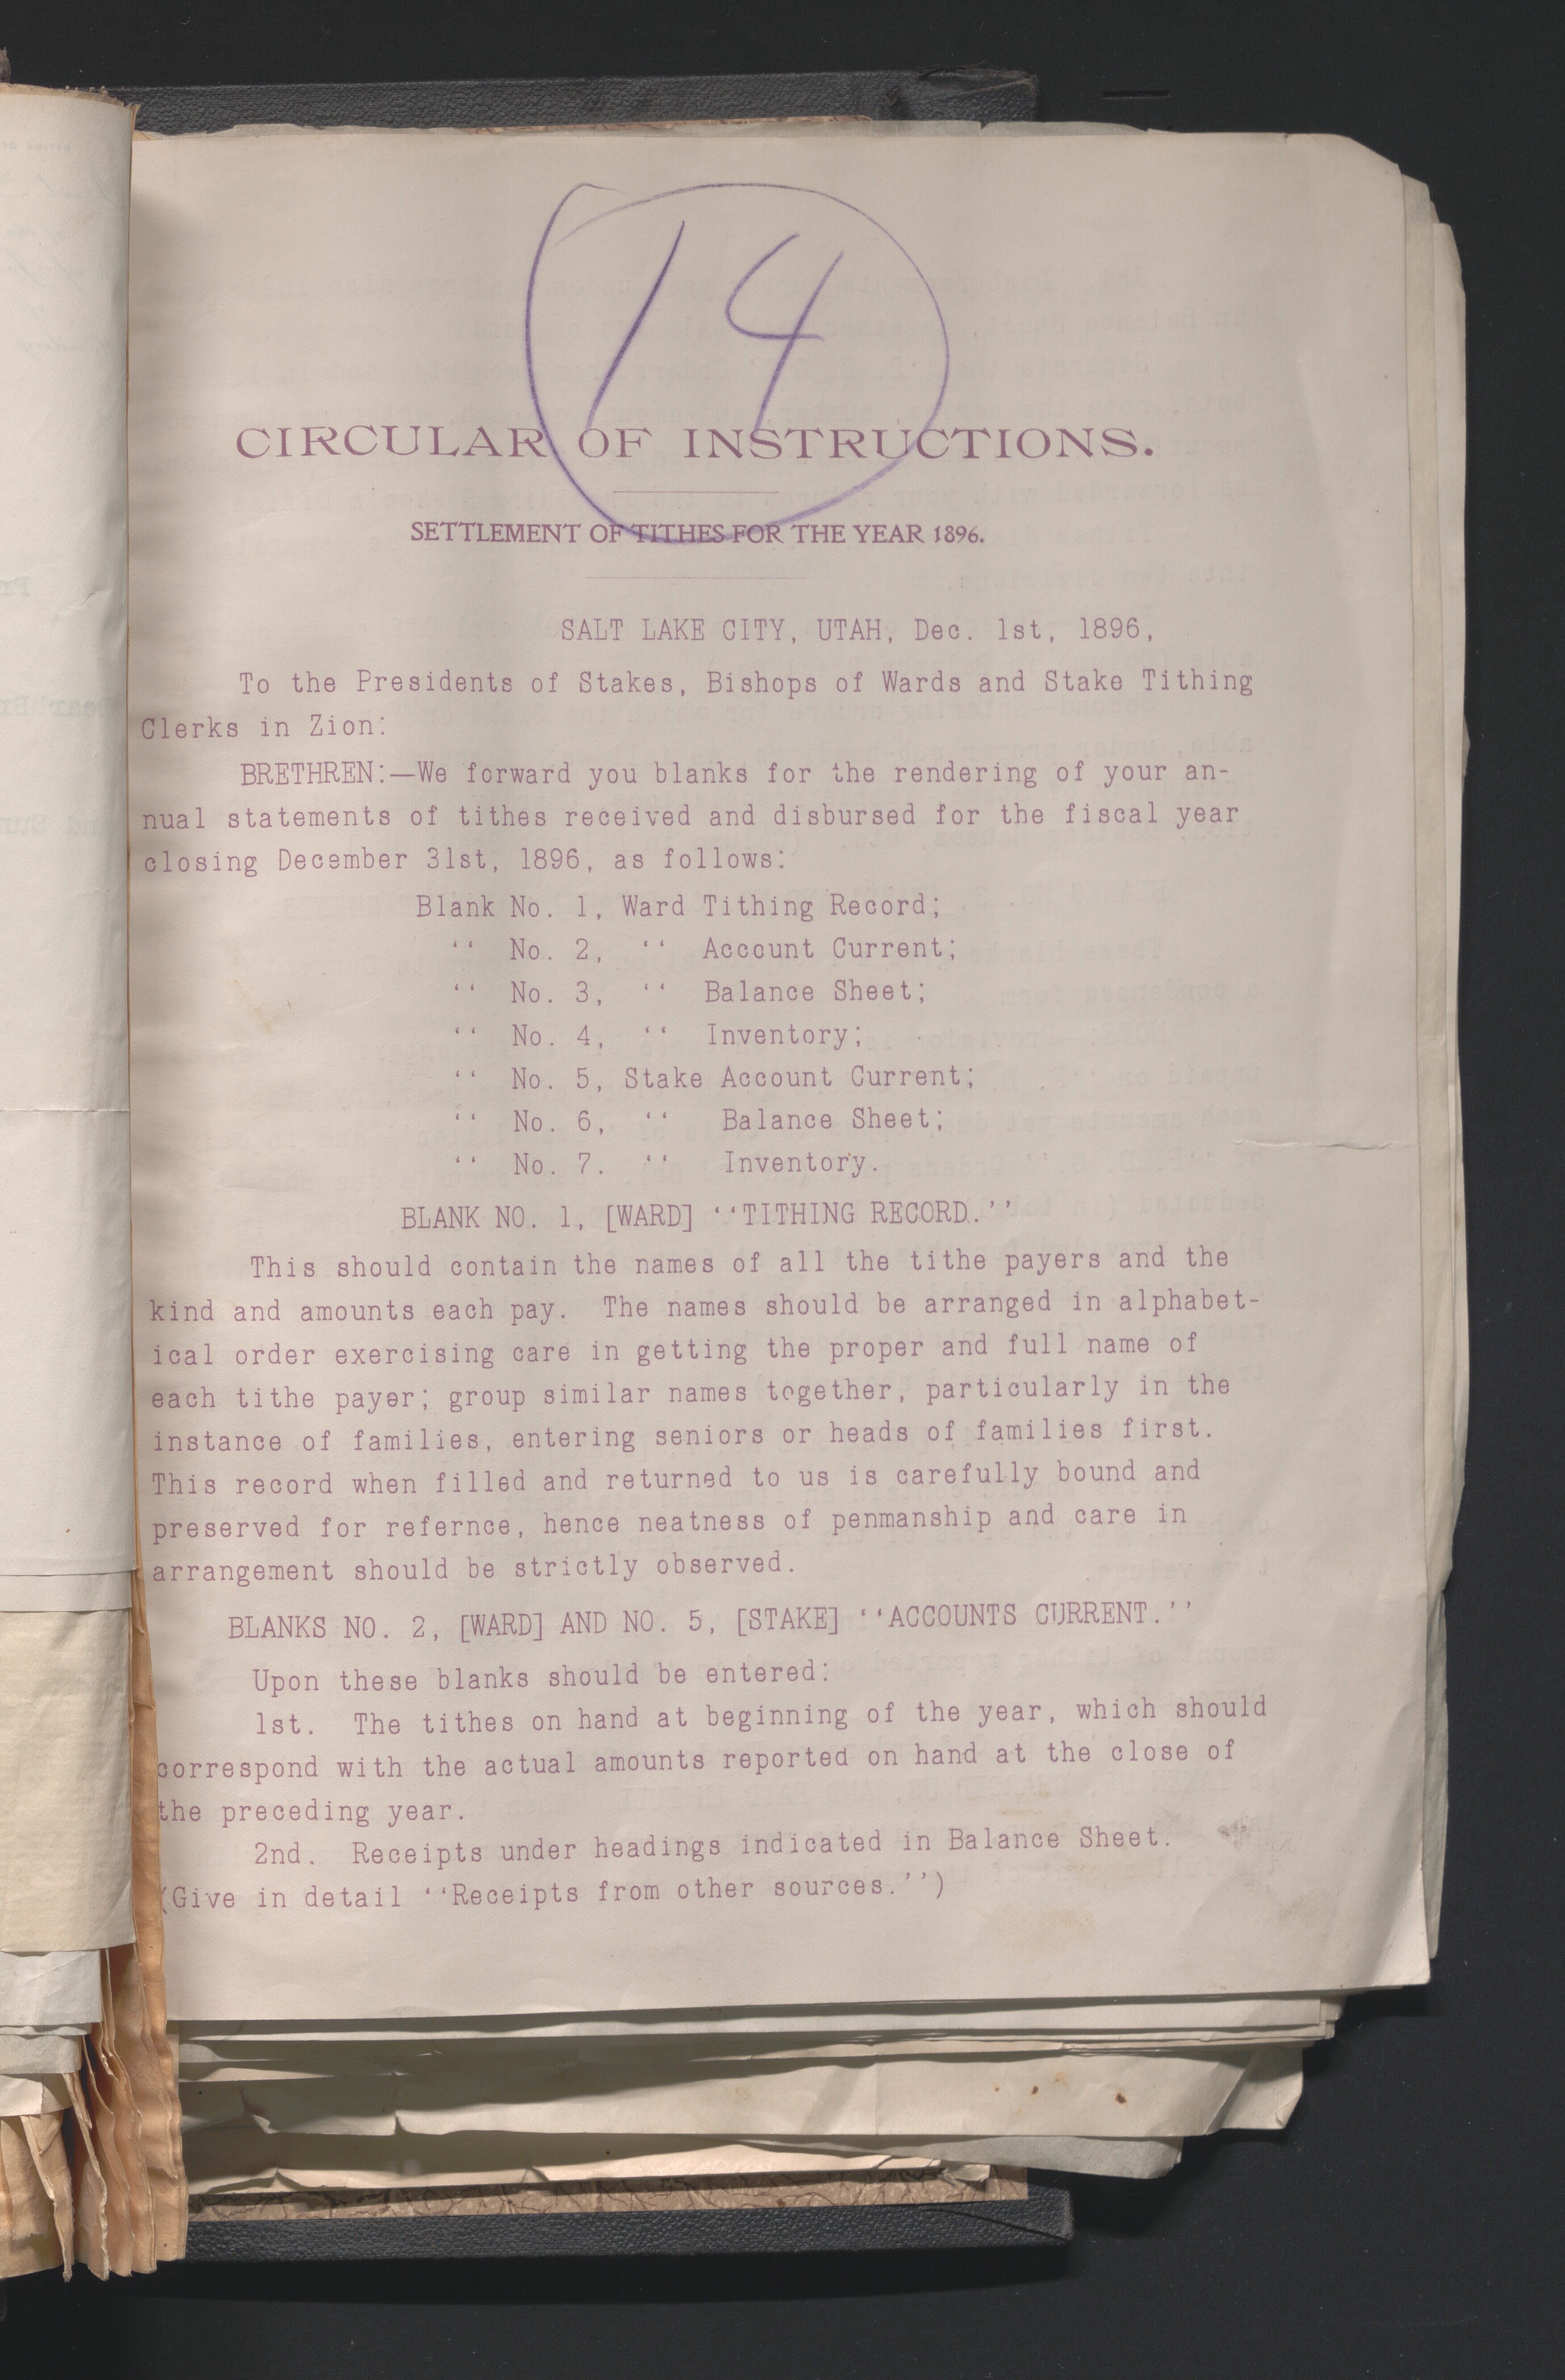 14
CIRCULAR OF INSTRUCTIONS.
SETTLEMENT OF TITHES FOR THE YEAR 1896.
SALT LAKE CITY, UTAH, Dec. 1st, 1896,
To the Presidents of Stakes, Bishops of Wards and Stake Tithing
Clerks in Zion:
BRETHREN:—We forward you blanks for the rendering of your an-
nual statements of tithes received and disbursed for the fiscal year
closing December 31st, 1896, as follows:
Blank No. 1, Ward Tithing Record;
‘‘ No. 2, ‘‘ Account Current;
‘‘ No. 3, ‘‘ Balance Sheet;
‘‘ No. 4, ‘‘ Inventory;
‘‘ No. 5, Stake Account Current;
‘‘ No. 6, ‘‘ Balance Sheet;
‘‘ No. 7. ‘‘ Inventory.
BLANK NO. 1, [WARD] ‘‘TITHING RECORD.’’
This should contain the names of all the tithe payers and the
kind and amounts each pay. The names should be arranged in alphabet-
ical order exercising care in getting the proper and full name of
each tithe payer; group similar names together, particularly in the
instance of families, entering seniors or heads of families first.
This record when filled and returned to us is carefully bound and
preserved for refernce, hence neatness of penmanship and care in
arrangement should be strictly observed.
BLANKS NO. 2, [WARD] AND NO. 5, [STAKE] ‘‘ACCOUNTS CURRENT.’’
Upon these blanks should be entered:
1st. The tithes on hand at beginning of the year, which should
correspond with the actual amounts reported on hand at the close of
the preceding year.
2nd. Receipts under headings indicated in Balance Sheet.
(Give in detail ‘‘Receipts from other sources.’’)